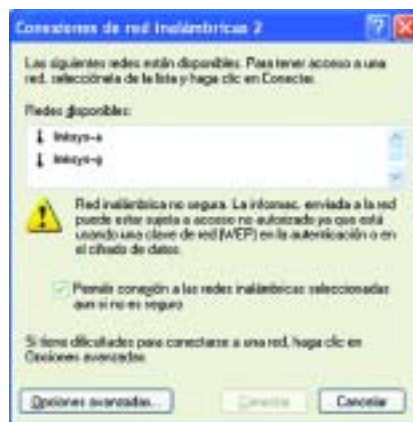 Conexiones de red inalámbricas 2
Las siguientes redes están disponibles. Para tener acceso a una
red, selecciónela de la lista y haga clic en Conectar.
Redes disponibles:
linksys-a
linksys-g
Red inalámbrica no segura. La informac. enviada a la red
puede estar sujeta a acceso no autorizado ya que está
usando una clave de red (WEP) en la autenticación o en
el cifrado de datos.
Permitir conexión a las redes inalámbricas seleccionadas
aun si no es seguro
Si tiene dificultades para conectarse a una red, haga clic en
Opciones avanzadas
Opciones avanzadas...
Conectar
Cancelar